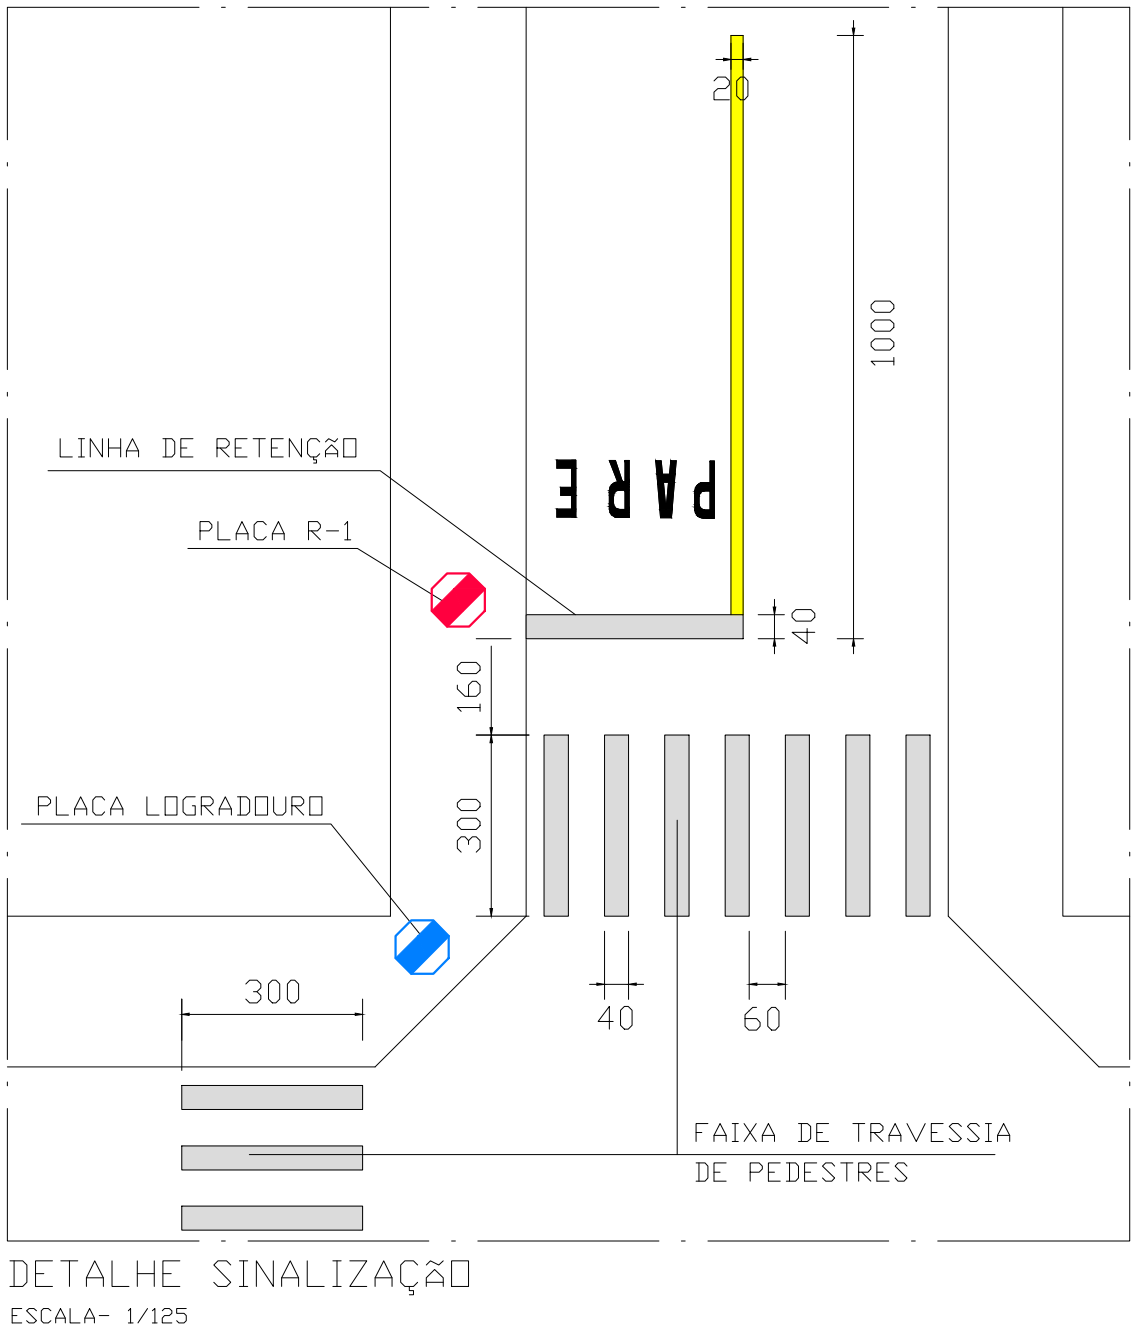 20
1000
LINHA DE RETENÇÃO
PARE
PLACA R-1
40
160
PLACA LOGRADOURO
300
300
40
60
FAIXA DE TRAVESSIA
DE PEDESTRES
DETALHE SINALIZAÇÃO
ESCALA- 1/125